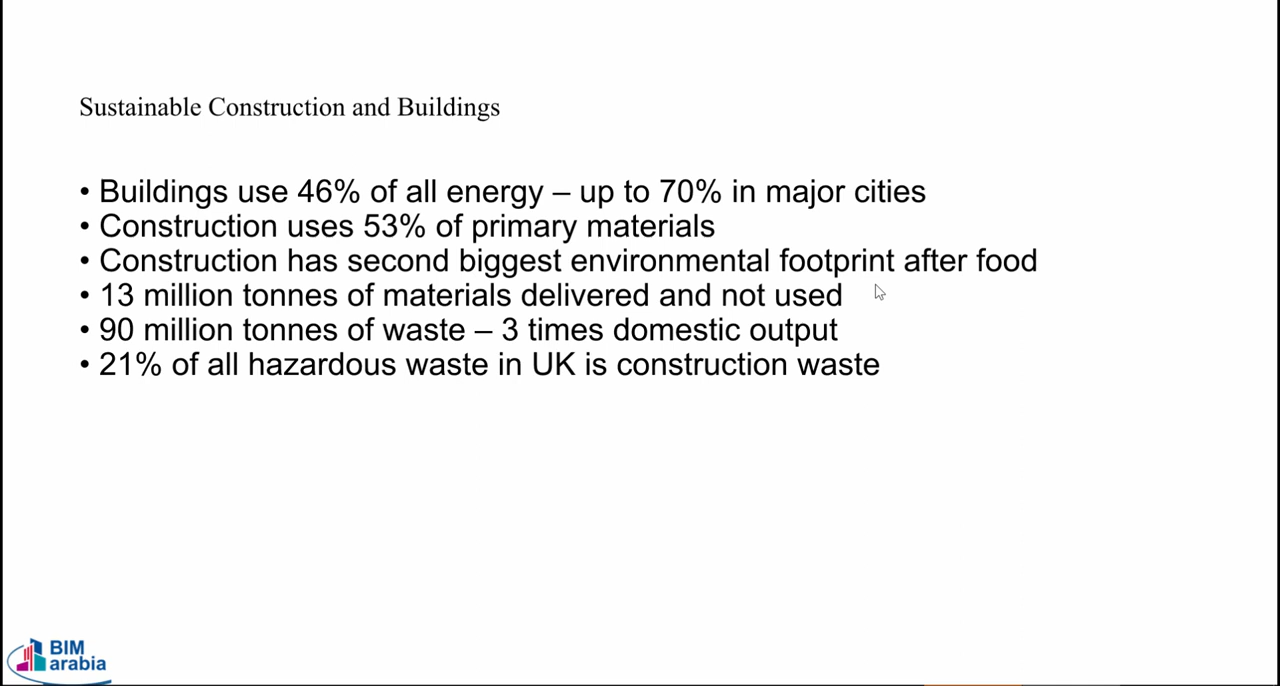 Sustainable Construction and Buildings
• Buildings use 46% of all energy – up to 70% in major cities
• Construction uses 53% of primary materials
• Construction has second biggest environmental footprint after food
• 13 million tonnes of materials delivered and not used
• 90 million tonnes of waste – 3 times domestic output
• 21% of all hazardous waste in UK is construction waste
BIM
arabia